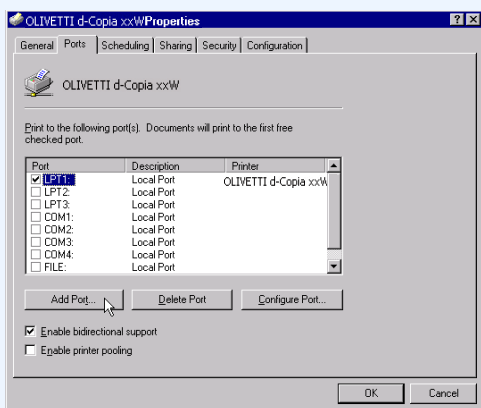 OLIVETTI d-Copia xxWProperties
General Ports Scheduling Sharing Security Configuration
OLIVETTI d-Copia xxW
Print to the following port(s). Documents will print to the first free
checked port.
Port Description Printer
LPT1: Local Port OLIVETTI d-Copia xxW
LPT2: Local Port
LPT3: Local Port
COM1: Local Port
COM2: Local Port
COM3: Local Port
COM4: Local Port
FILE: Local Port
Add Port... Delete Port Configure Port...
Enable bidirectional support
Enable printer pooling
OK Cancel